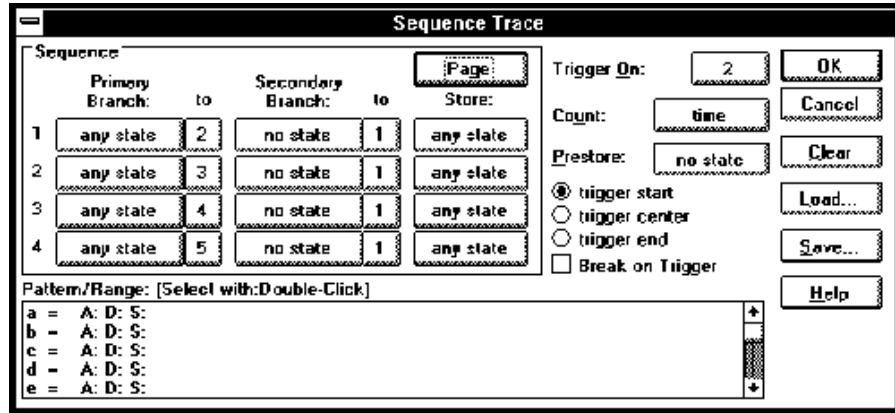 Sequence Trace
Sequence
Page
Primary Branch: to Secondary Branch: to Store:
1 any state 2 no state 1 any state
2 any state 3 no state 1 any state
3 any state 4 no state 1 any state
4 any state 5 no state 1 any state
Trigger On: 2
Count: time
Prestore: no state
trigger start
trigger center
trigger end
Break on Trigger
OK
Cancel
Clear
Load...
Save...
Help
Pattern/Range: [Select with:Double-Click]
a = A: D: S:
b = A: D: S:
c = A: D: S:
d = A: D: S:
e = A: D: S: